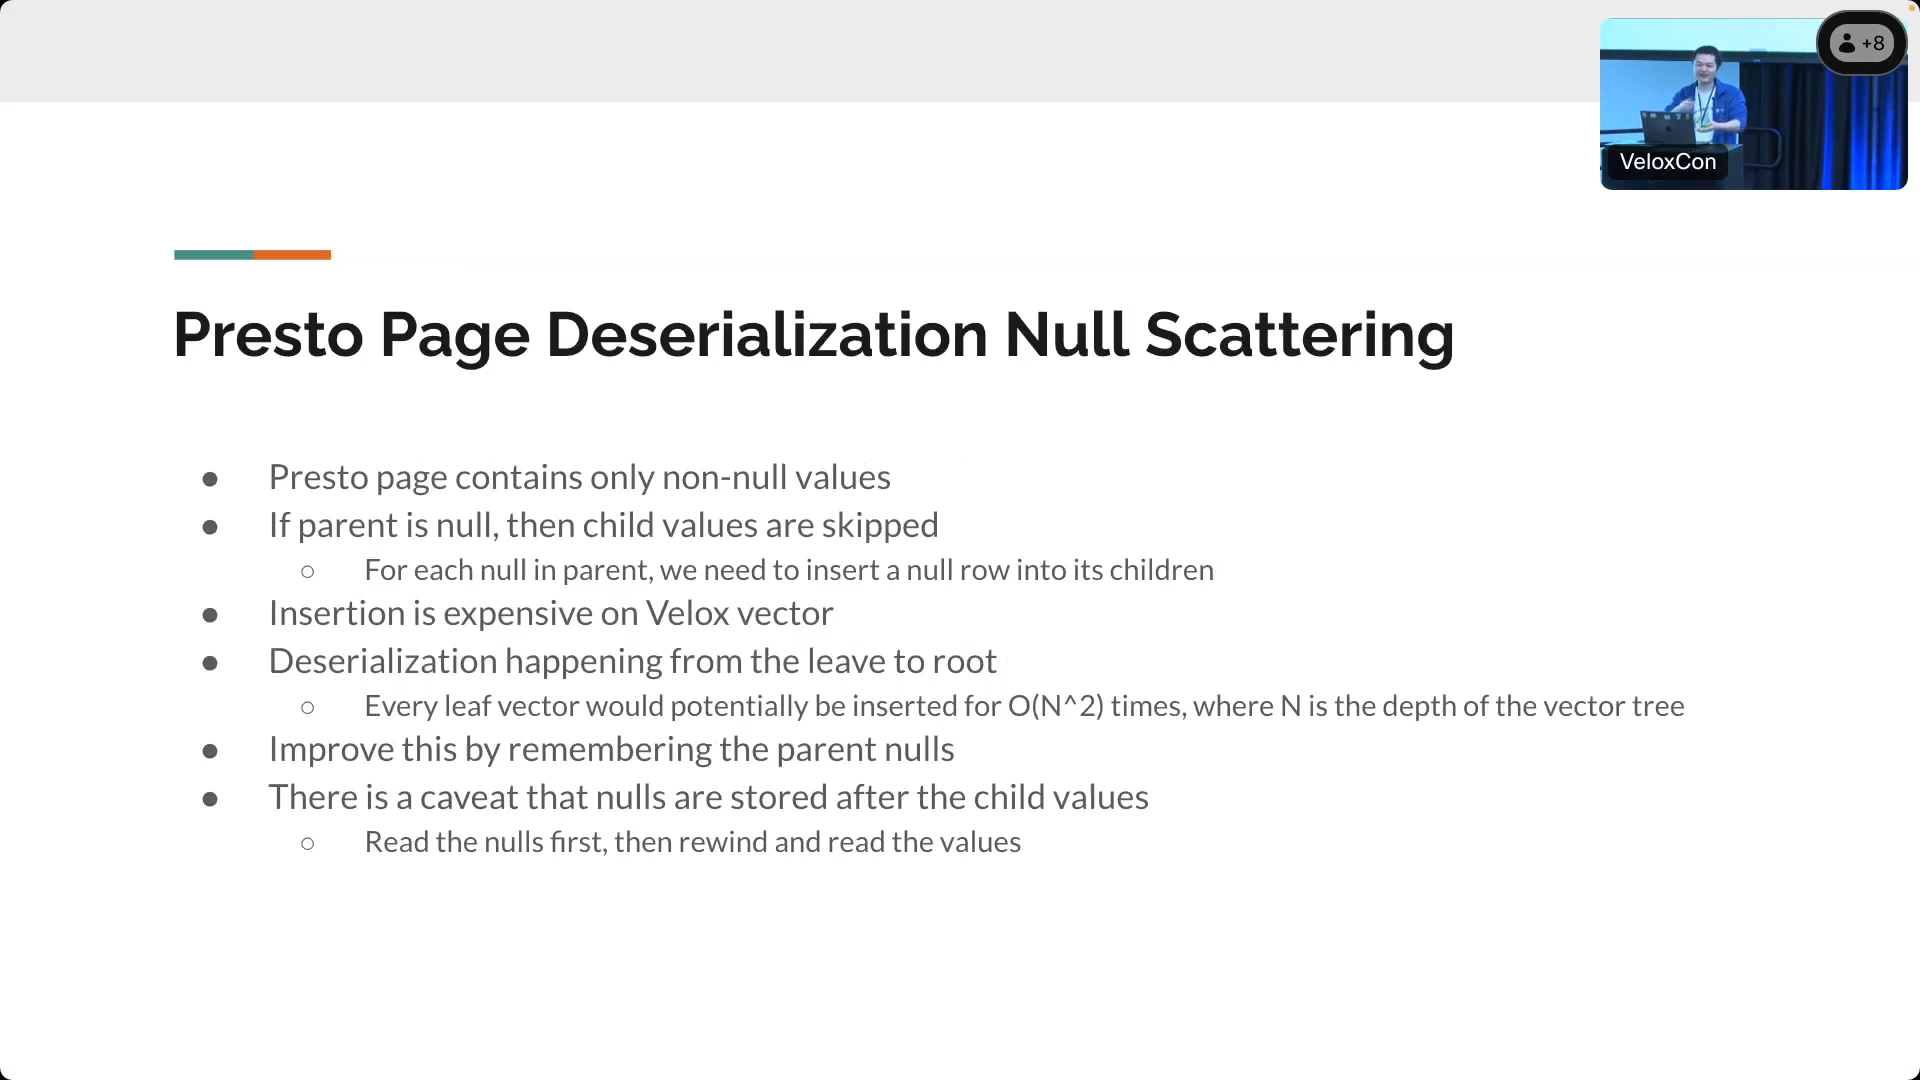 +8
VeloxCon
Presto Page Deserialization Null Scattering
● Presto page contains only non-null values
● If parent is null, then child values are skipped
○ For each null in parent, we need to insert a null row into its children
● Insertion is expensive on Velox vector
● Deserialization happening from the leave to root
○ Every leaf vector would potentially be inserted for O(N^2) times, where N is the depth of the vector tree
● Improve this by remembering the parent nulls
● There is a caveat that nulls are stored after the child values
○ Read the nulls first, then rewind and read the values